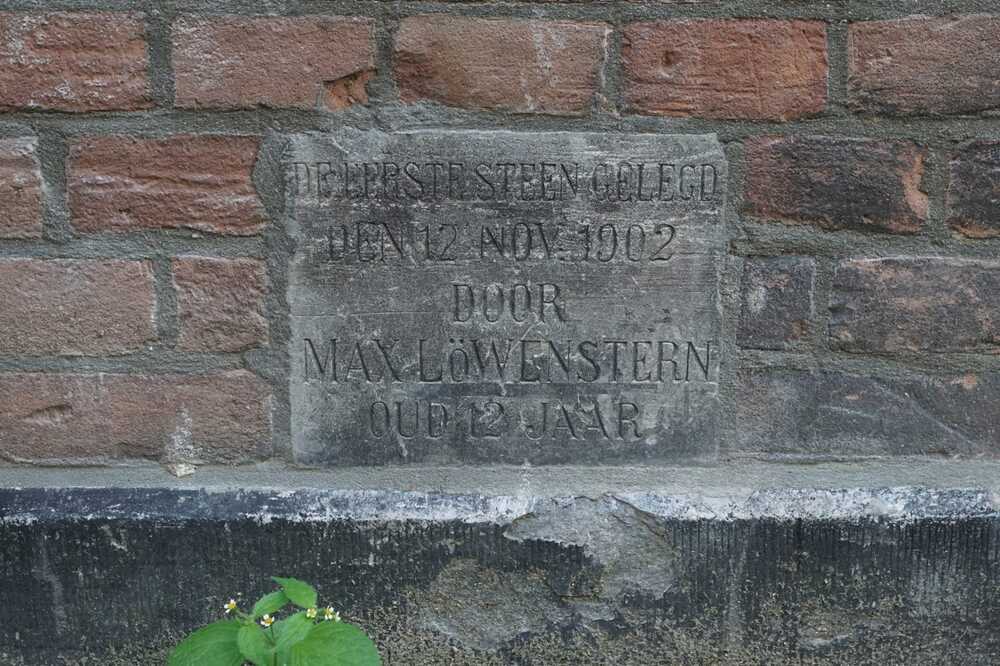 DE EERSTE STEEN GELEGD
DEN 12 NOV. 1902
DOOR
MAX LÖWENSTERN
OUD 12 JAAR